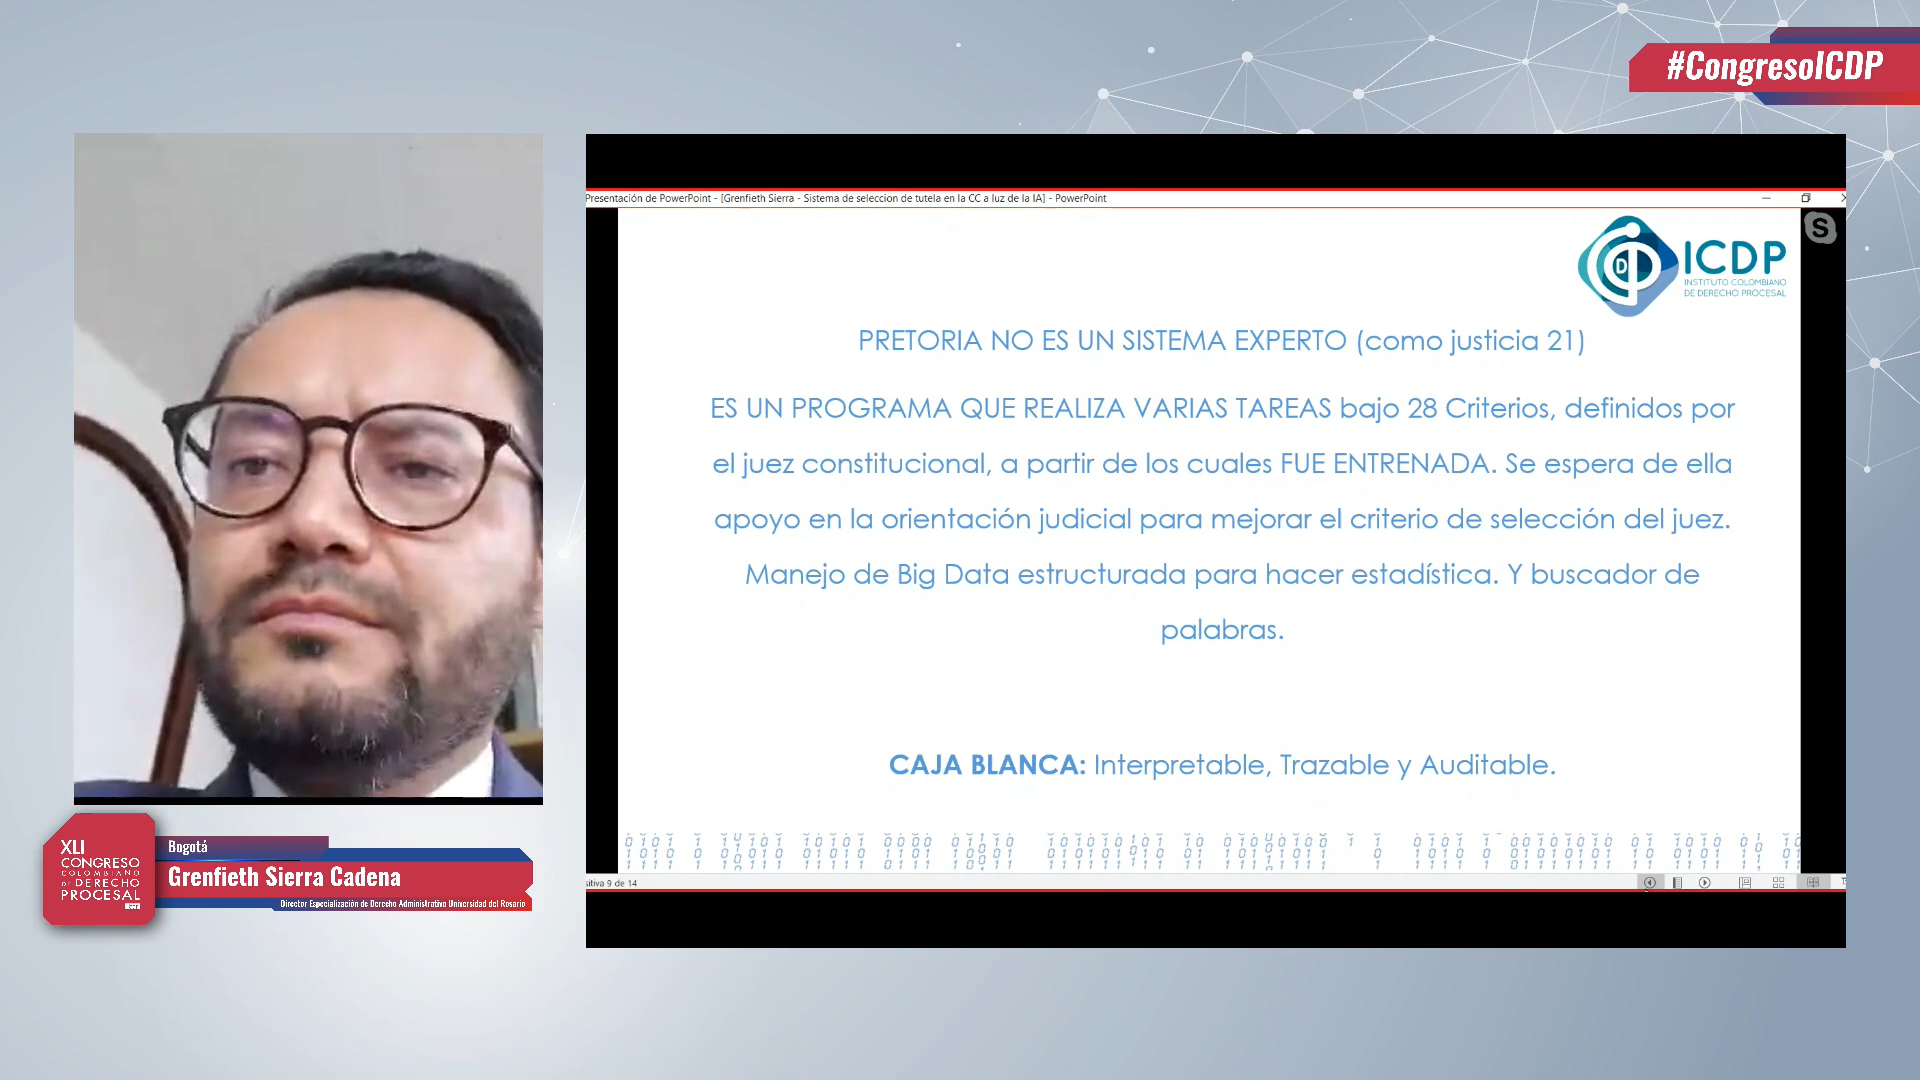 #CongresoICDP
Presentación de PowerPoint - [Grenfieth Sierra - Sistema de seleccion de tutela en la CC a luz de la IA] - PowerPoint
S
ICDP
INSTITUTO COLOMBIANO
DE DERECHO PROCESAL
PRETORIA NO ES UN SISTEMA EXPERTO (como justicia 21)
ES UN PROGRAMA QUE REALIZA VARIAS TAREAS bajo 28 Criterios, definidos por
el juez constitucional, a partir de los cuales FUE ENTRENADA. Se espera de ella
apoyo en la orientación judicial para mejorar el criterio de selección del juez.
Manejo de Big Data estructurada para hacer estadística. Y buscador de
palabras.
CAJA BLANCA: Interpretable, Trazable y Auditable.
sitiva 9 de 14
XLI
CONGRESO
COLOMBIANO
DE DERECHO
PROCESAL
Bogotá
Grenfieth Sierra Cadena
Director Especialización de Derecho Administrativo Universidad del Rosario